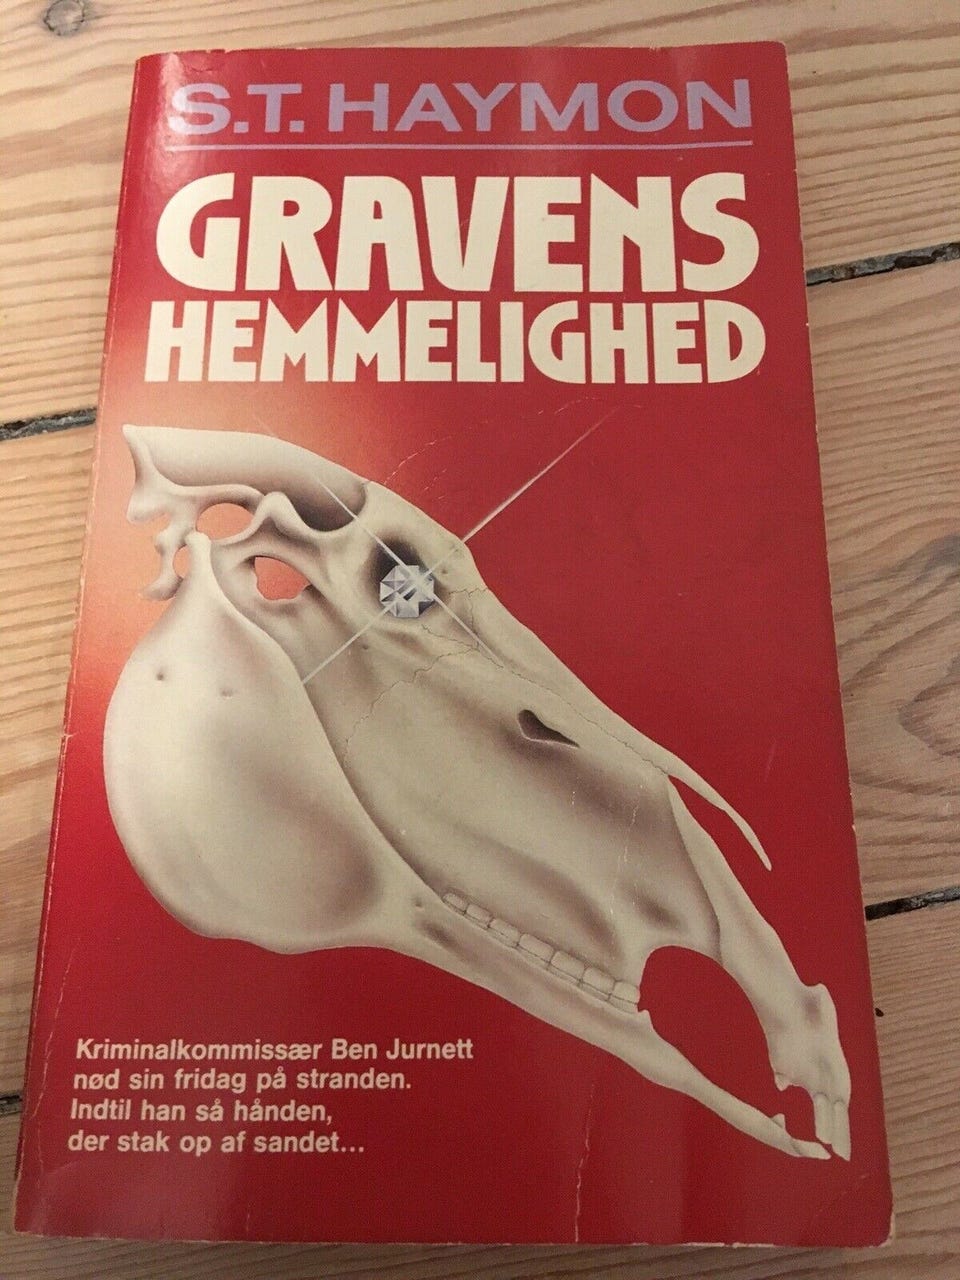 S.T. HAYMON
GRAVENS
HEMMELIGHED
Kriminalkommissær Ben Jurnett
nød sin fridag på stranden.
Indtil han så hånden,
der stak op af sandet...